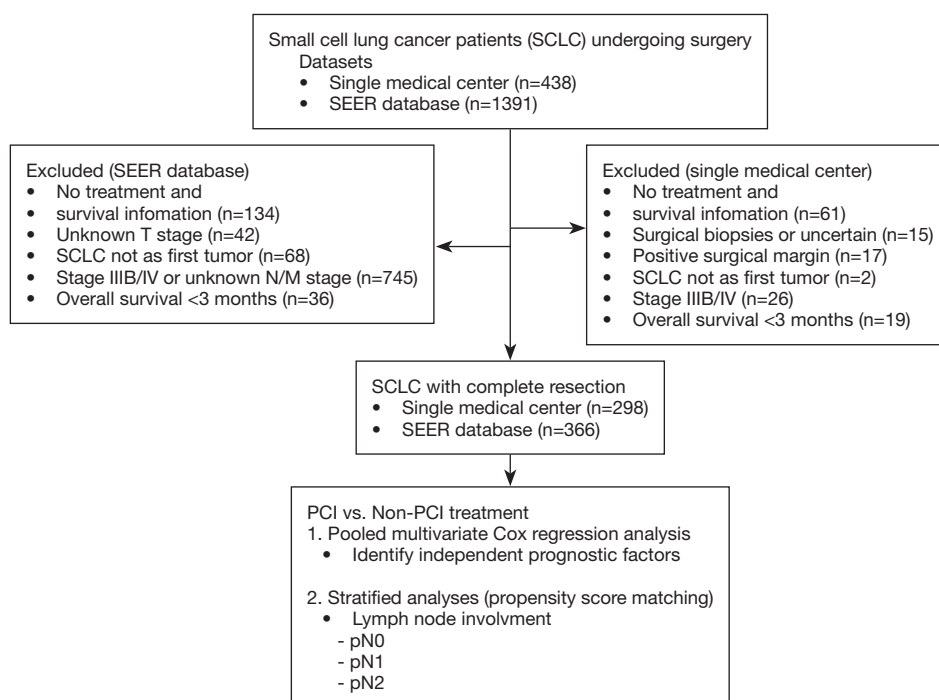 Small cell lung cancer patients (SCLC) undergoing surgery
Datasets
• Single medical center (n=438)
• SEER database (n=1391)
Excluded (SEER database)
• No treatment and
• survival infomation (n=134)
• Unknown T stage (n=42)
• SCLC not as first tumor (n=68)
• Stage IIIB/IV or unknown N/M stage (n=745)
• Overall survival <3 months (n=36)
Excluded (single medical center)
• No treatment and
• survival infomation (n=61)
• Surgical biopsies or uncertain (n=15)
• Positive surgical margin (n=17)
• SCLC not as first tumor (n=2)
• Stage IIIB/IV (n=26)
• Overall survival <3 months (n=19)
SCLC with complete resection
• Single medical center (n=298)
• SEER database (n=366)
PCI vs. Non-PCI treatment
1. Pooled multivariate Cox regression analysis
• Identify independent prognostic factors
2. Stratified analyses (propensity score matching)
• Lymph node involvment
- pN0
- pN1
- pN2